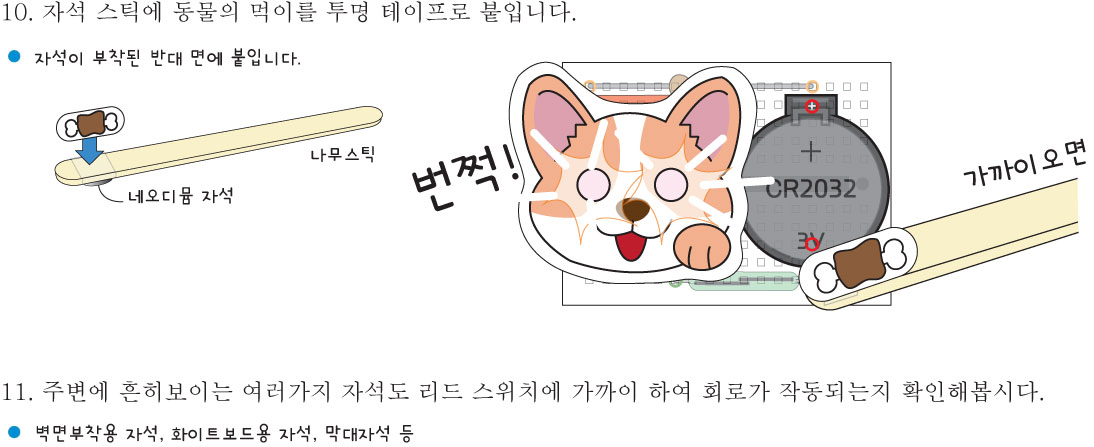 10. 자석 스틱에 동물의 먹이를 투명 테이프로 붙입니다.
● 자석이 부착된 반대 면에 붙입니다.
나무스틱
네오디뮴 자석
번쩍!
+
CR2032
3V
가까이오면
11. 주변에 흔히보이는 여러가지 자석도 리드 스위치에 가까이 하여 회로가 작동되는지 확인해봅시다.
● 벽면부착용 자석, 화이트보드용 자석, 막대자석 등